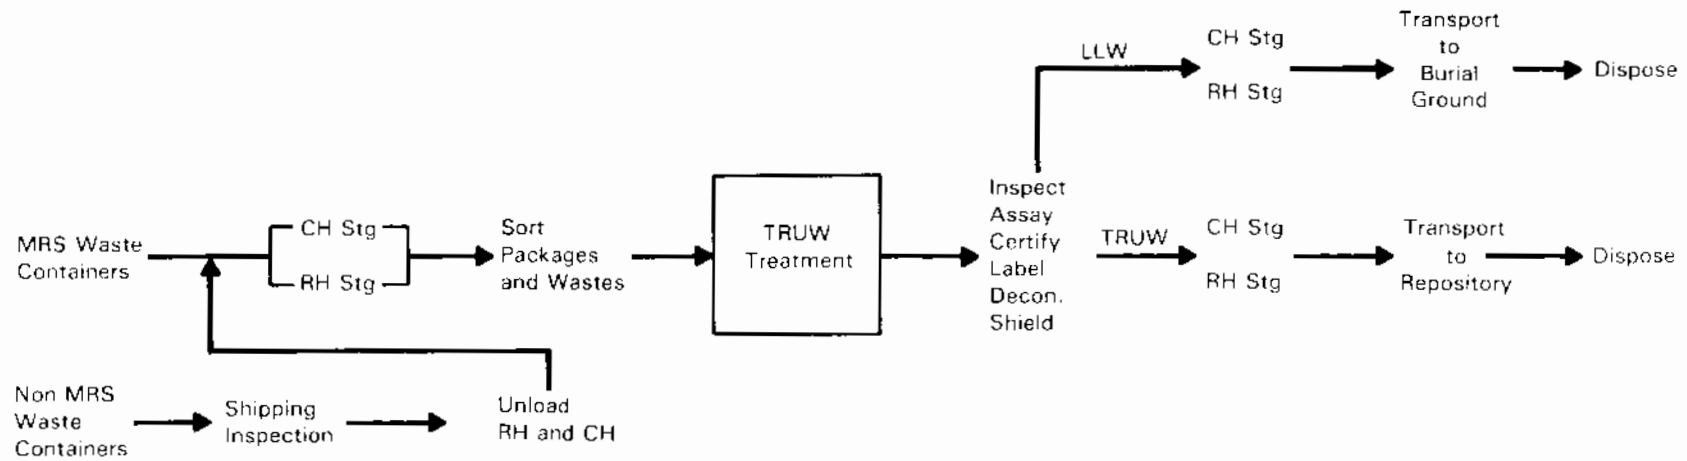 MRS Waste
Containers
CH Stg
RH Stg
Sort
Packages
and Wastes
TRUW
Treatment
Inspect
Assay
Certify
Label
Decon.
Shield
LLW
CH Stg
RH Stg
Transport
to
Burial
Ground
Dispose
TRUW
CH Stg
RH Stg
Transport
to
Repository
Dispose
Non MRS
Waste
Containers
Shipping
Inspection
Unload
RH and CH